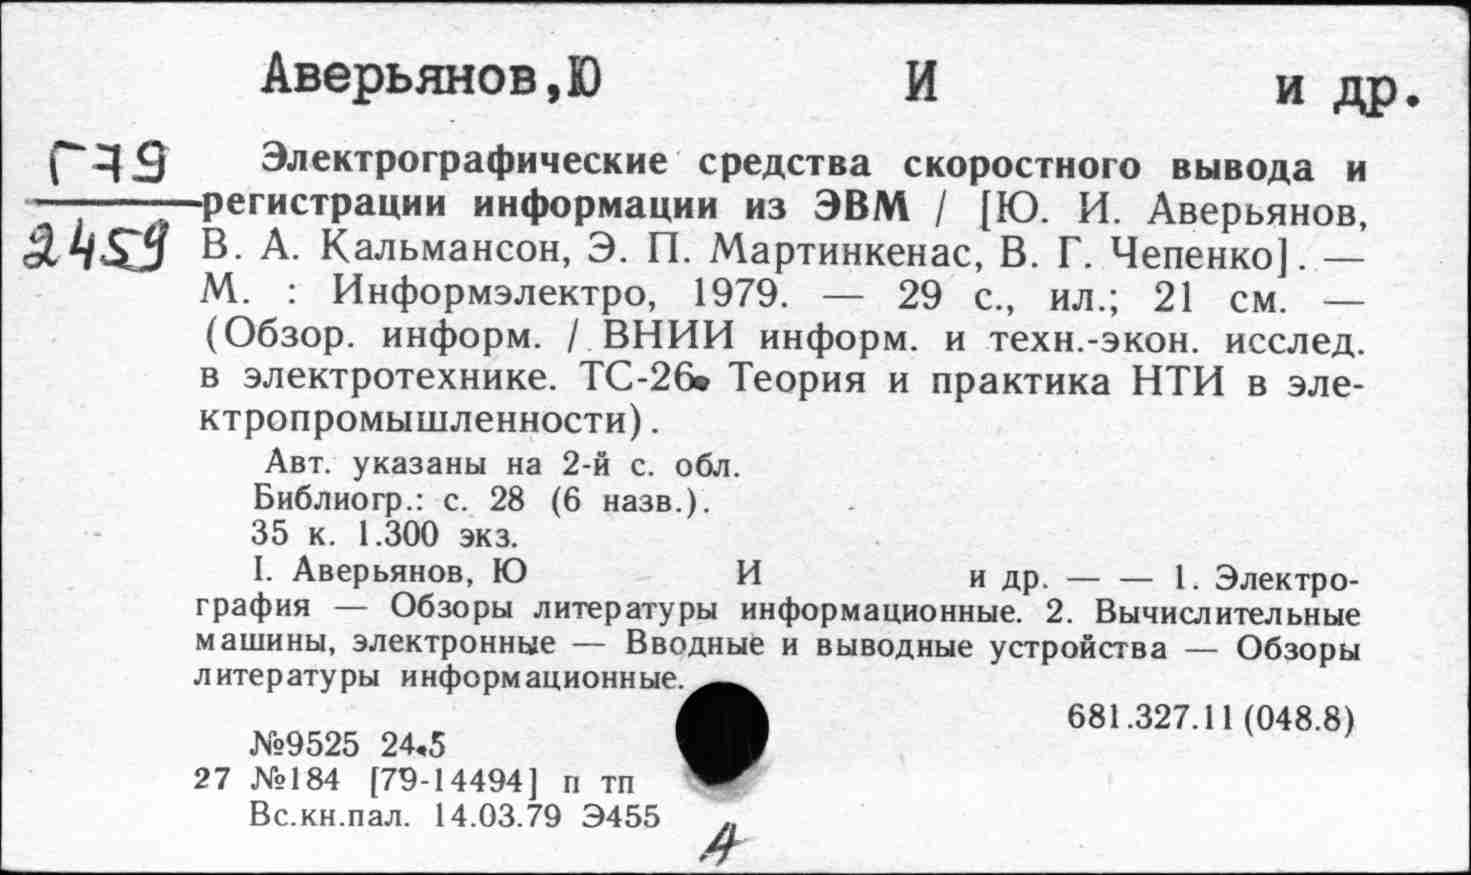 Аверьянов,Ю И и др.
Г79
2459
Электрографические средства скоростного вывода и
регистрации информации из ЭВМ / [Ю. И. Аверьянов,
В. А. Кальмансон, Э. П. Мартинкенас, В. Г. Чепенко]. —
М. : Информэлектро, 1979. — 29 с., ил.; 21 см. —
(Обзор. информ. / ВНИИ информ. и техн.-экон. исслед.
в электротехнике. ТС-26. Теория и практика НТИ в эле-
ктропромышленности).
Авт. указаны на 2-й с. обл.
Библиогр.: с. 28 (6 назв.).
35 к. 1.300 экз.
I. Аверьянов, Ю И и др. — — 1. Электро-
графия — Обзоры литературы информационные. 2. Вычислительные
машины, электронные — Вводные и выводные устройства — Обзоры
литературы информационные.
681.327.11(048.8)
№9525 24.5
27 №184 [79-14494] п тп
Вс.кн.пал. 14.03.79 Э455
А